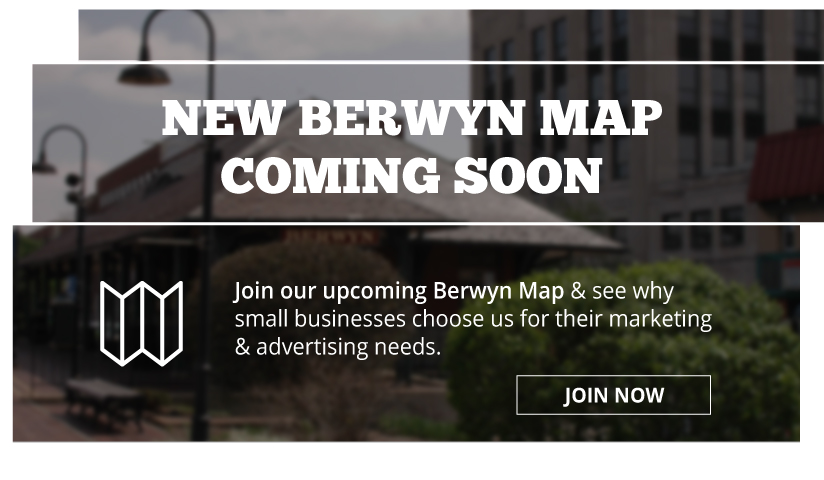 NEW BERWYN MAP
COMING SOON
Join our upcoming Berwyn Map & see why
small businesses choose us for their marketing
& advertising needs.
JOIN NOW